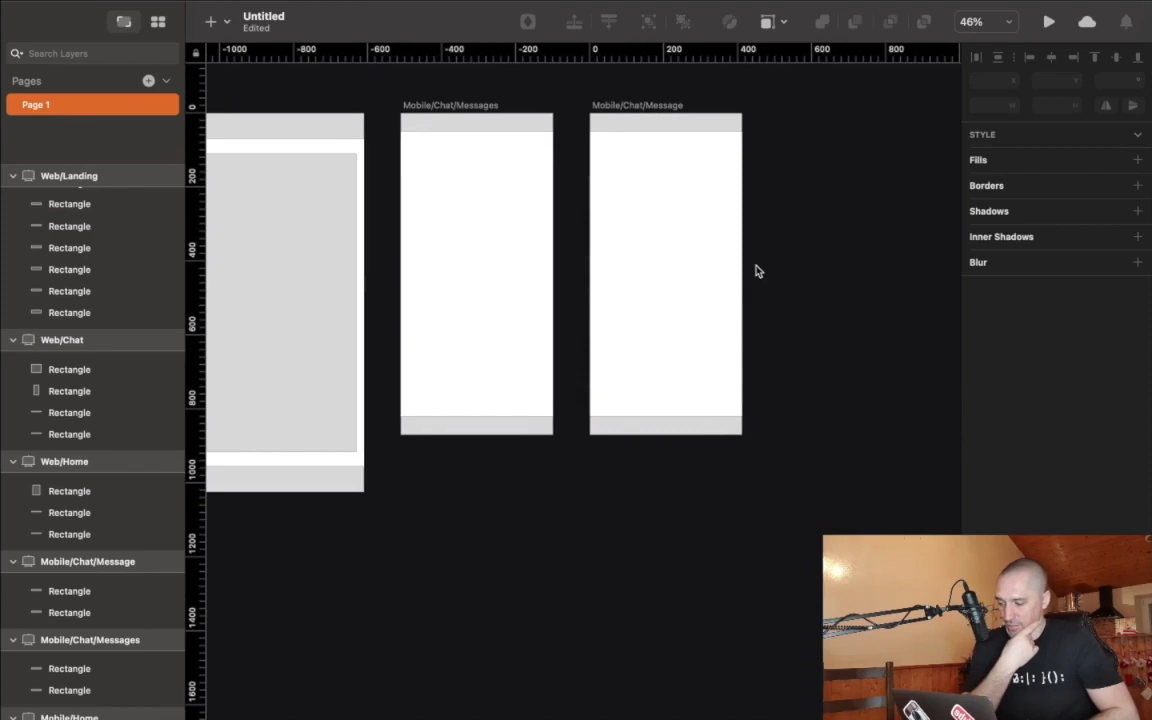 Untitled
Edited
46%
Search Layers
Pages
Page 1
Web/Landing
Rectangle
Rectangle
Rectangle
Rectangle
Rectangle
Rectangle
Web/Chat
Rectangle
Rectangle
Rectangle
Rectangle
Web/Home
Rectangle
Rectangle
Rectangle
Mobile/Chat/Message
Rectangle
Rectangle
Mobile/Chat/Messages
Rectangle
Rectangle
Mobile/Home
-1000
-800
-600
-400
-200
0
200
400
600
800
0
200
400
600
800
1000
1200
1400
1600
Mobile/Chat/Messages
Mobile/Chat/Message
STYLE
Fills
Borders
Shadows
Inner Shadows
Blur